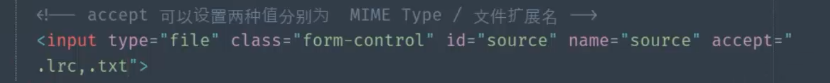 <!-- accept 可以设置两种值分别为  MIME Type / 文件扩展名 -->
<input type="file" class="form-control" id="source" name="source" accept="
.lrc,.txt">